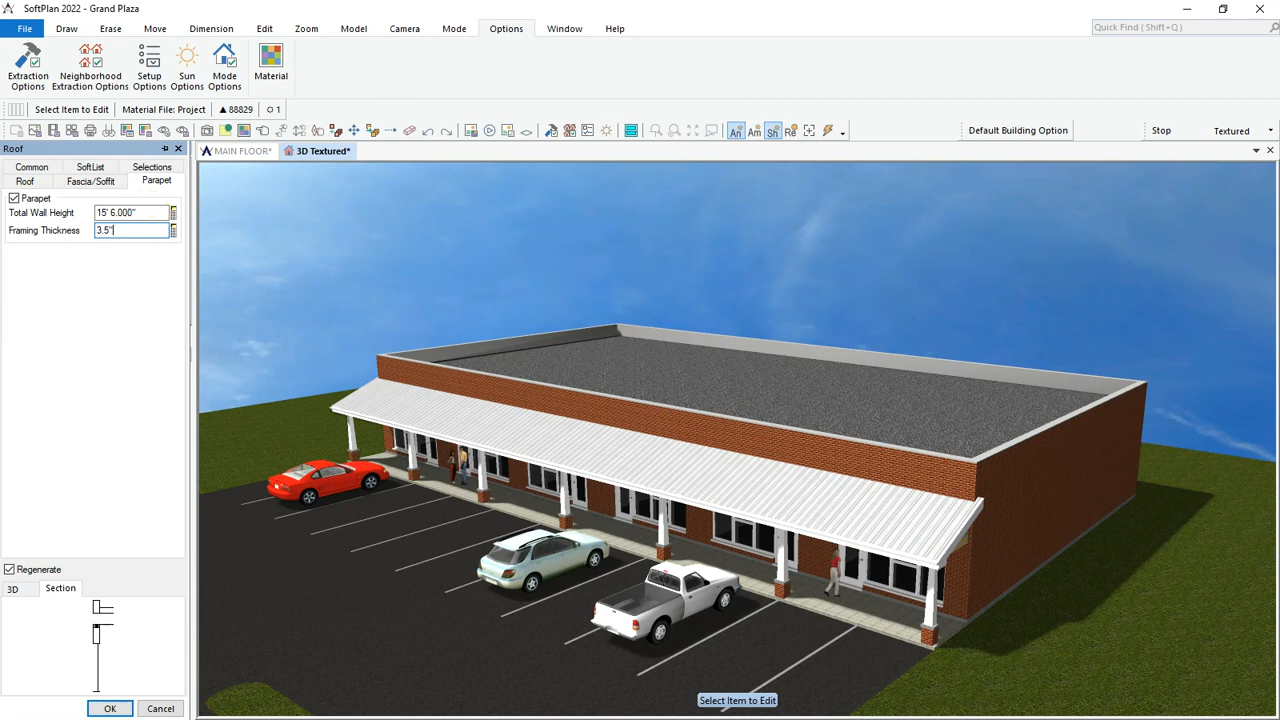 SoftPlan 2022 - Grand Plaza
File Draw Erase Move Dimension Edit Zoom Model Camera Mode Options Window Help
Quick Find ( Shift+Q )
Extraction Options
Neighborhood Extraction Options
Setup Options
Sun Options
Mode Options
Material
Select Item to Edit Material File: Project ▲ 88829 1
An Am Sh Re
Default Building Option Stop Textured
Roof
MAIN FLOOR* 3D Textured*
Common SoftList Selections
Roof Fascia/Soffit Parapet
Parapet
Total Wall Height 15' 6.000"
Framing Thickness 3.5"
Regenerate
3D Section
OK Cancel
Select Item to Edit